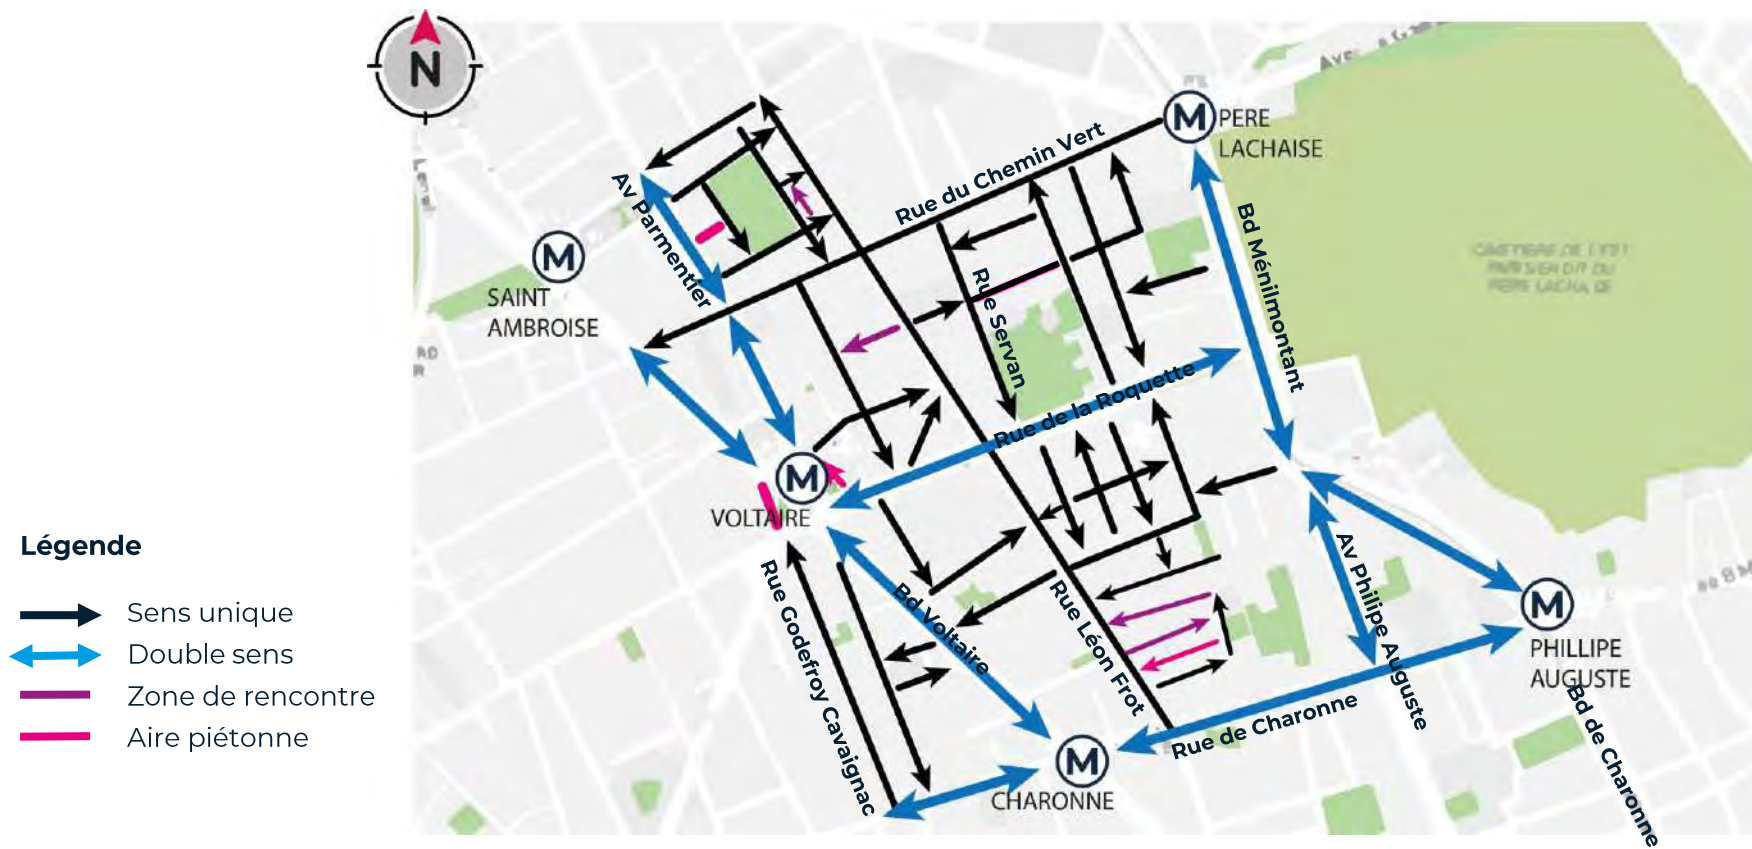 N
M
PERE
LACHAISE
Rue du Chemin Vert
Av Parmentier
M
SAINT
AMBROISE
Bd Ménilmontant
Rue Servan
Rue de la Roquette
M
VOLTAIRE
Légende
Sens unique
Double sens
Zone de rencontre
Aire piétonne
Rue Godefroy Cavaignac
Bd Voltaire
Rue Léon Frot
Av Philipe Auguste
M
PHILLIPE
AUGUSTE
Bd de Charonne
Rue de Charonne
M
CHARONNE